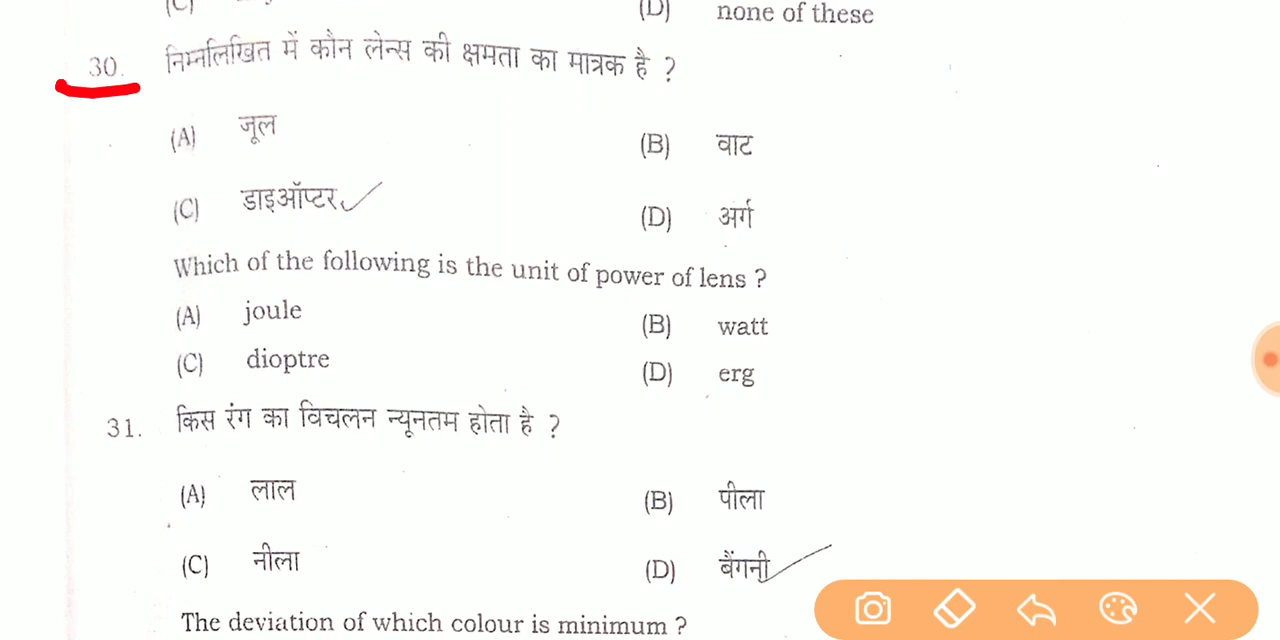 (C)
(D) none of these
30. निम्नलिखित में कौन लेन्स की क्षमता का मात्रक है ?
(A) जूल (B) वाट
(C) डाइऑप्टर (D) अर्ग
Which of the following is the unit of power of lens ?
(A) joule (B) watt
(C) dioptre (D) erg
31. किस रंग का विचलन न्यूनतम होता है ?
(A) लाल (B) पीला
(C) नीला (D) बैंगनी
The deviation of which colour is minimum ?